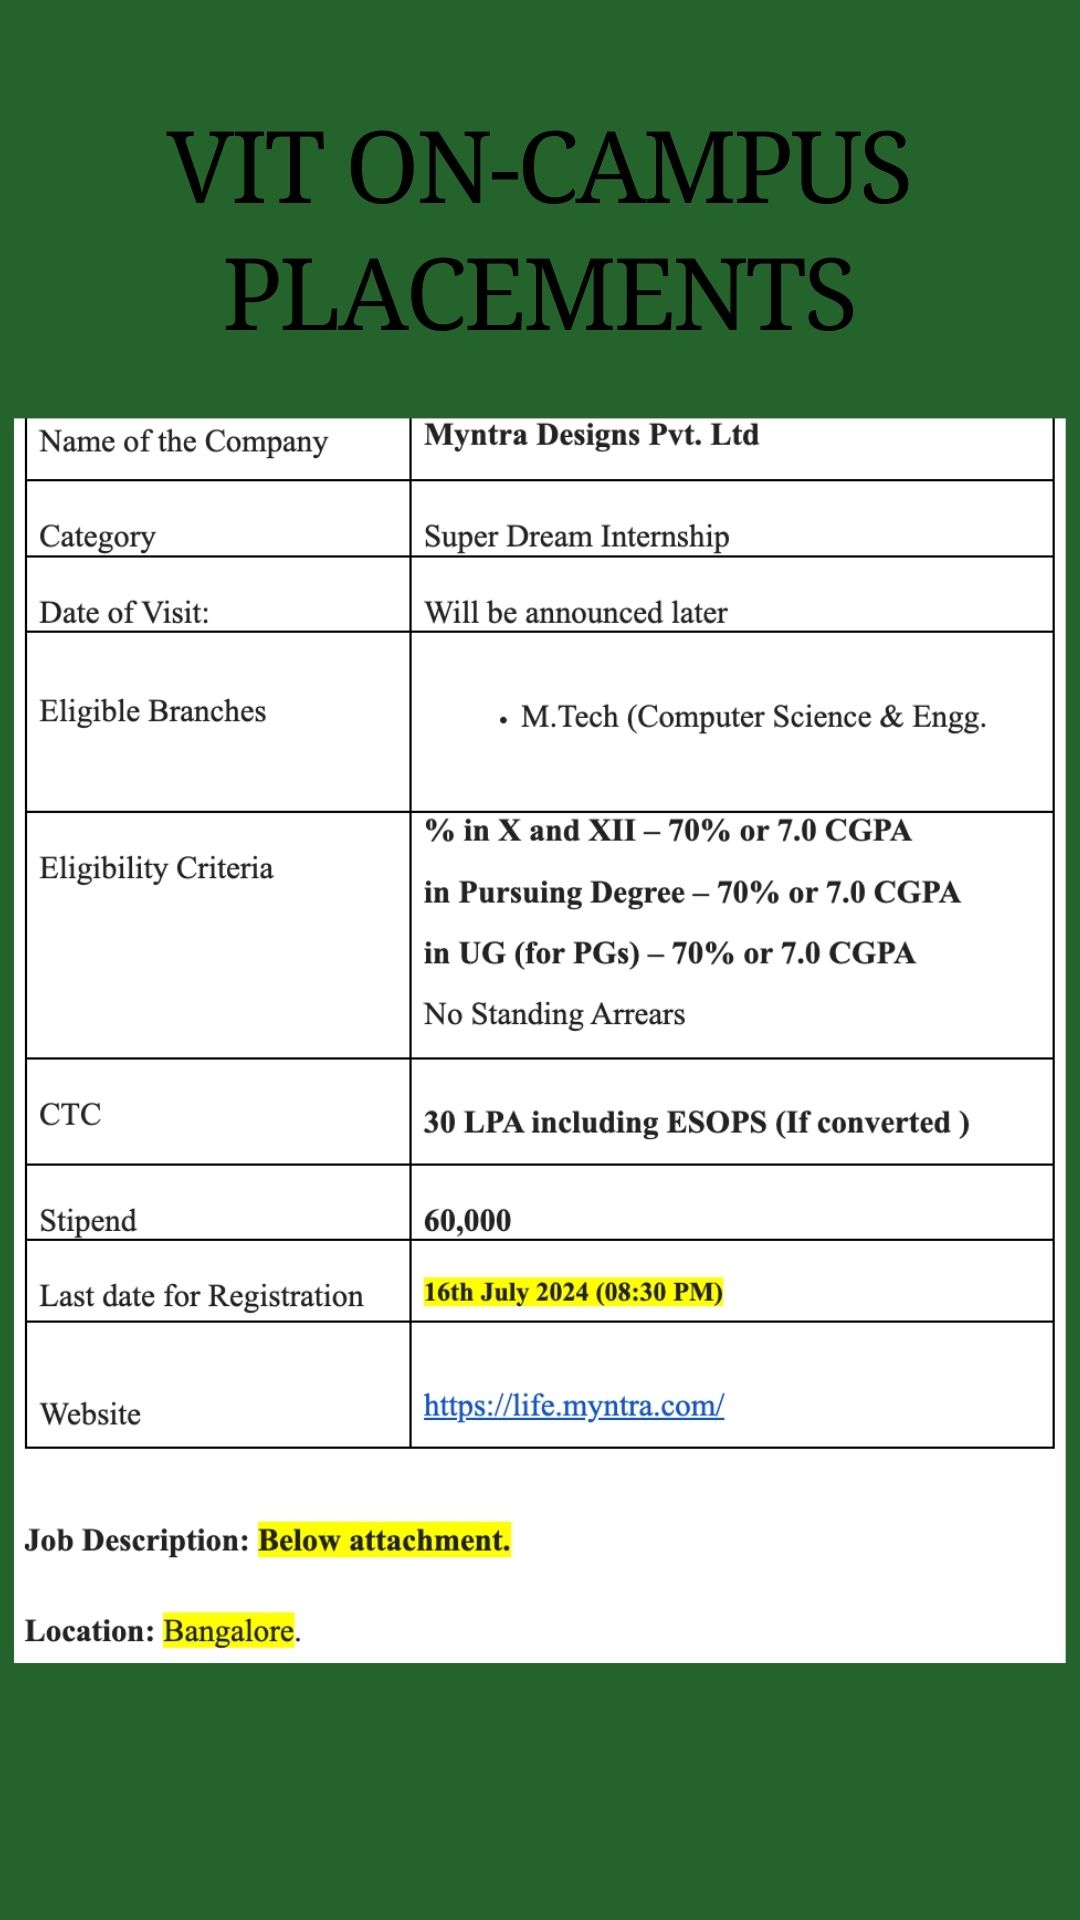 VIT ON-CAMPUS
PLACEMENTS
Name of the Company Myntra Designs Pvt. Ltd
Category Super Dream Internship
Date of Visit: Will be announced later
Eligible Branches • M.Tech (Computer Science & Engg.
Eligibility Criteria % in X and XII – 70% or 7.0 CGPA
in Pursuing Degree – 70% or 7.0 CGPA
in UG (for PGs) – 70% or 7.0 CGPA
No Standing Arrears
CTC 30 LPA including ESOPS (If converted )
Stipend 60,000
Last date for Registration 16th July 2024 (08:30 PM)
Website https://life.myntra.com/
Job Description: Below attachment.
Location: Bangalore.